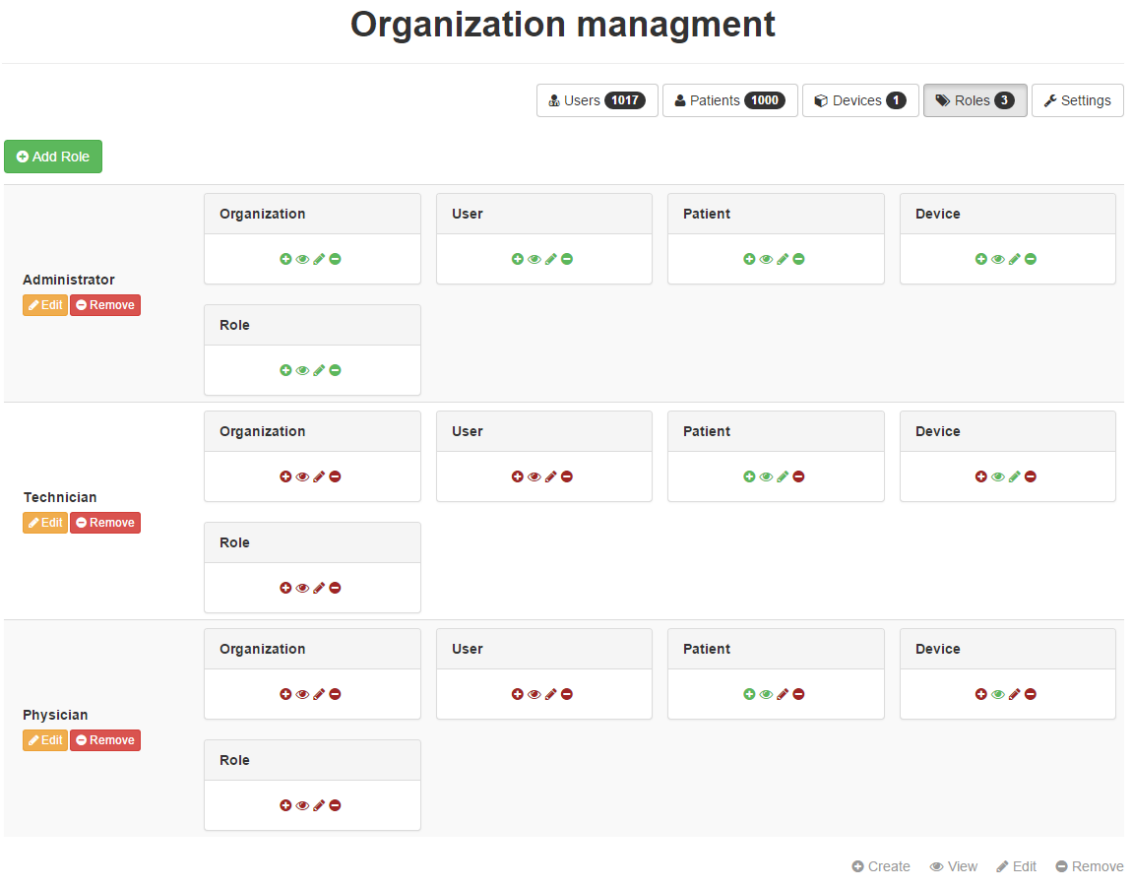 Organization managment
Users 1017 Patients 1000 Devices 1 Roles 3 Settings
Add Role
Administrator
Edit Remove
Organization User Patient Device
Role
Technician
Edit Remove
Organization User Patient Device
Role
Physician
Edit Remove
Organization User Patient Device
Role
Create View Edit Remove